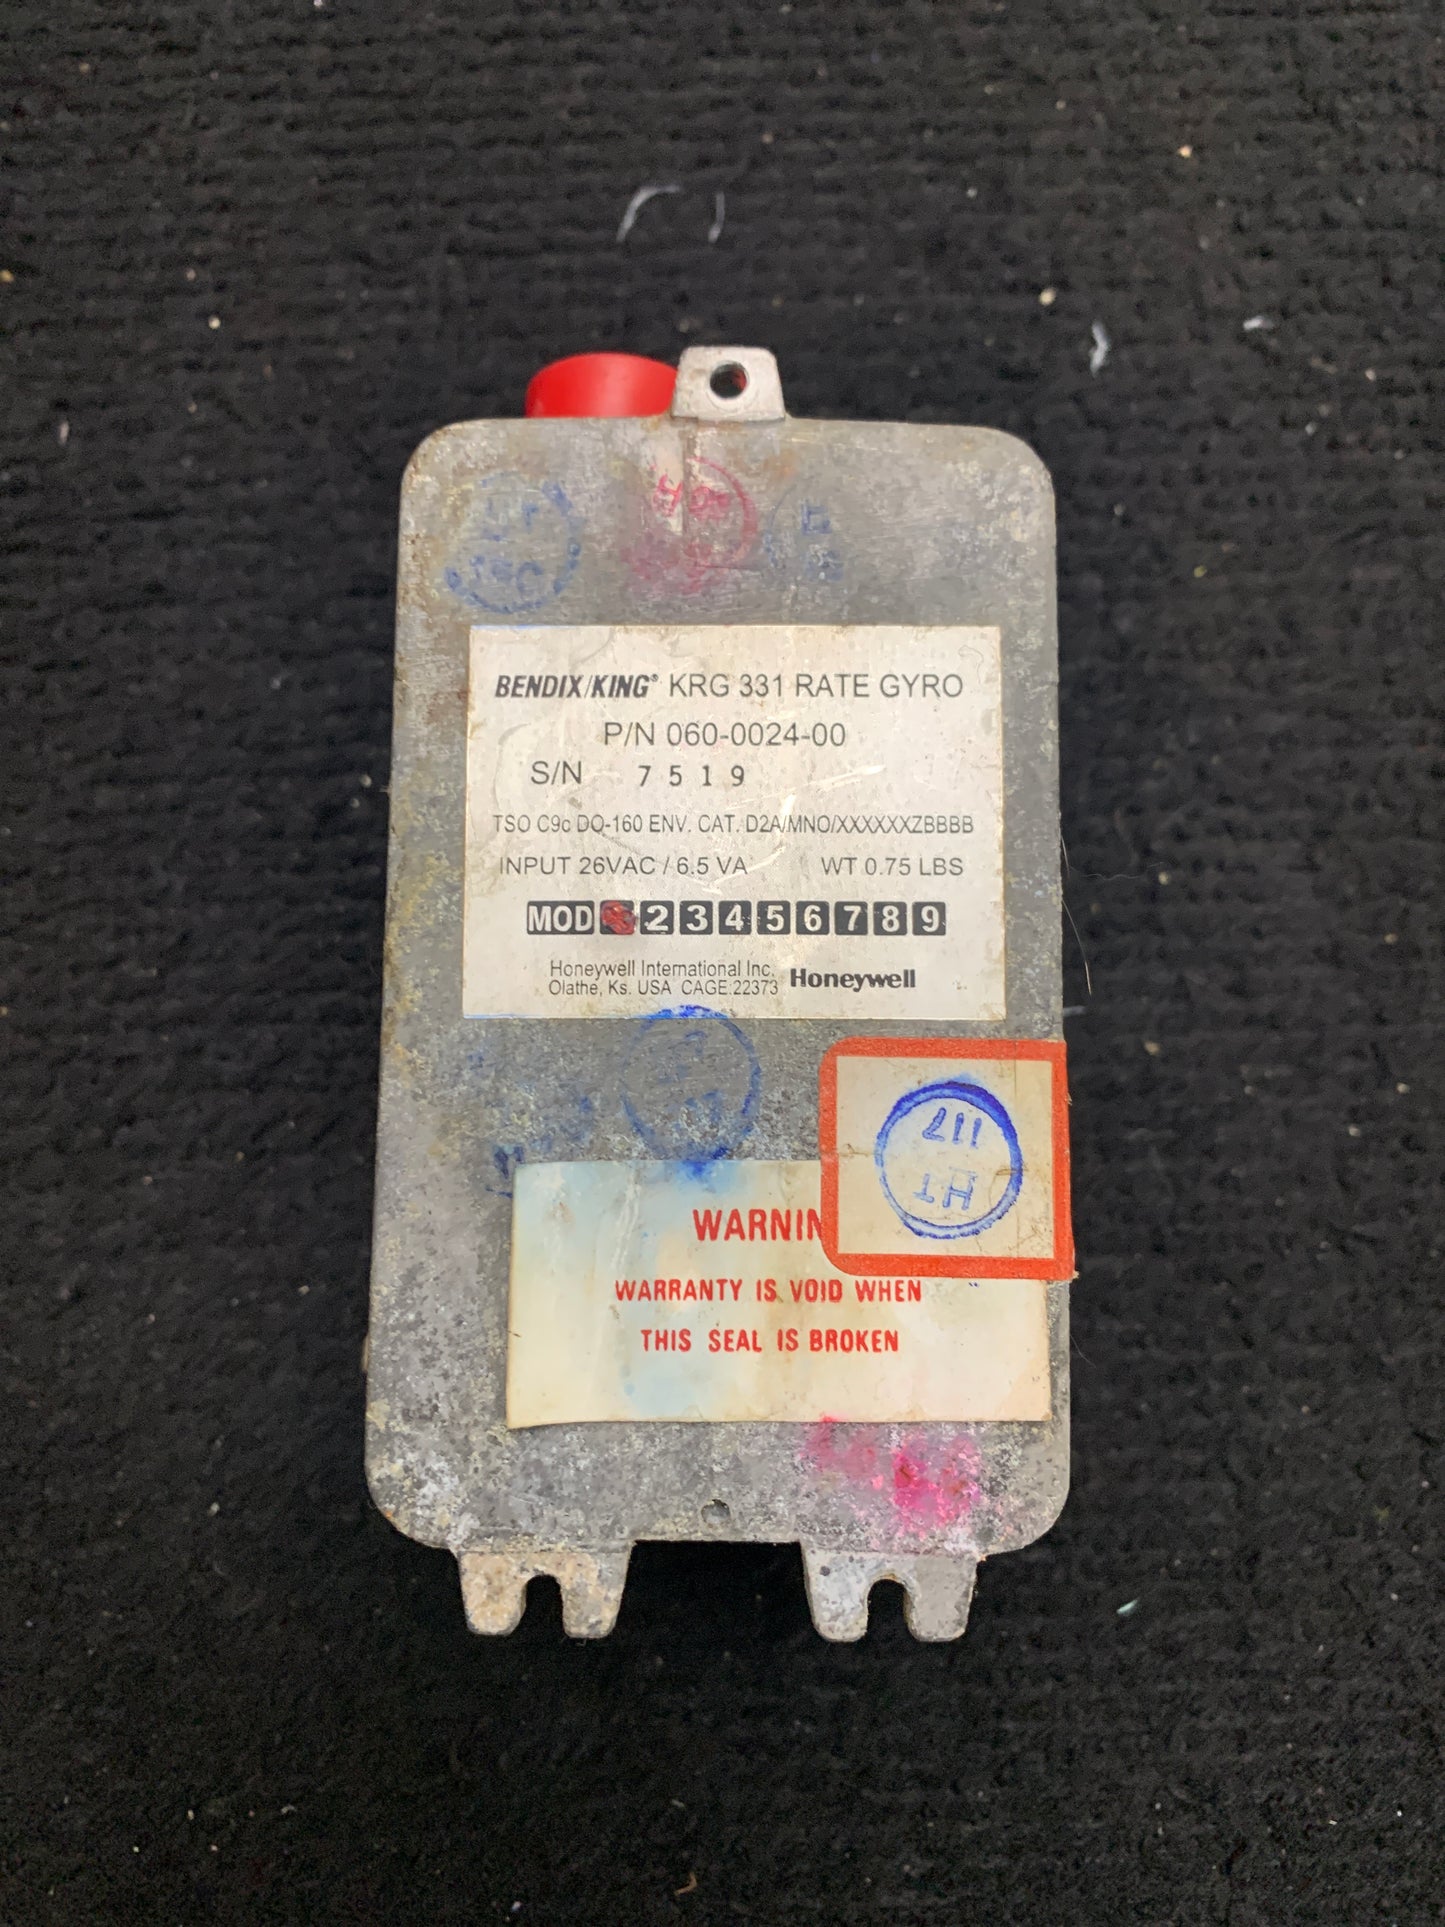 BENDIX/KING® KRG 331 RATE GYRO
P/N 060-0024-00
S/N 7519
TSO C9c DO-160 ENV. CAT. D2A/MNO/XXXXXXZBBBB
INPUT 26VAC / 6.5 VA WT 0.75 LBS
MOD 2 3 4 5 6 7 8 9
Honeywell International Inc.
Olathe, Ks. USA CAGE:22373
Honeywell
HT
117
WARNIN
WARRANTY IS VOID WHEN
THIS SEAL IS BROKEN